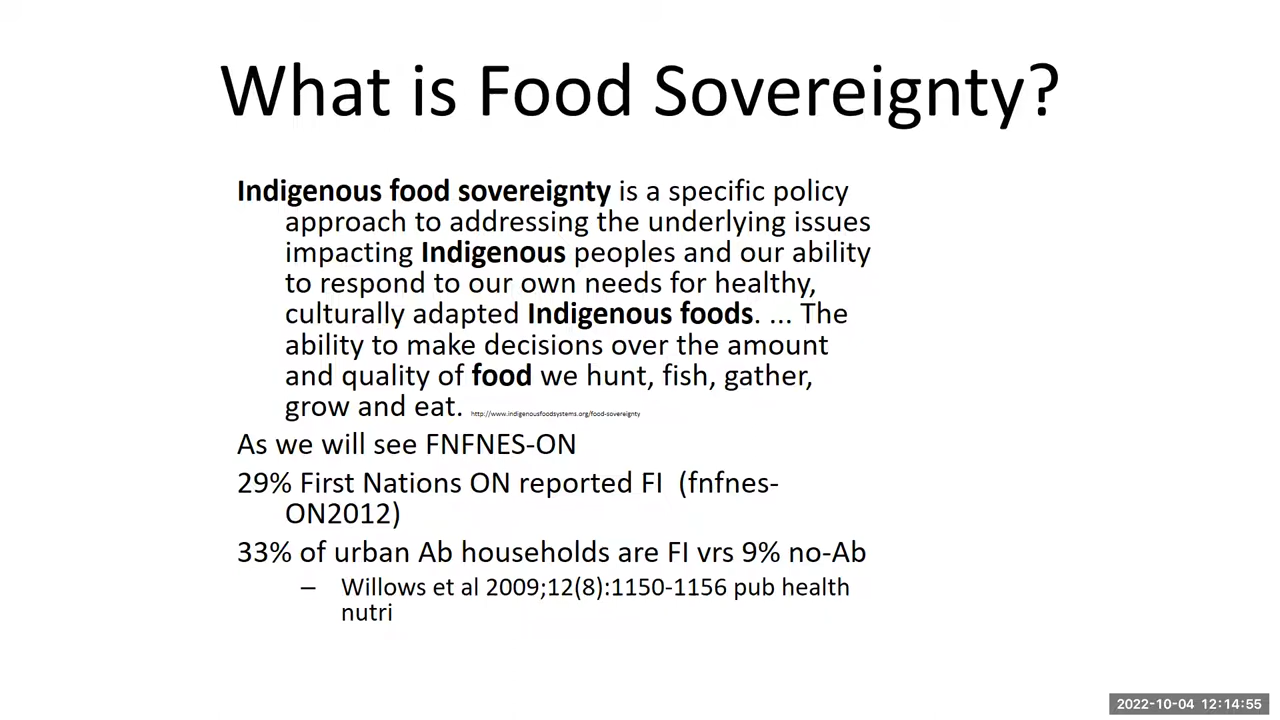 What is Food Sovereignty?
Indigenous food sovereignty is a specific policy
approach to addressing the underlying issues
impacting Indigenous peoples and our ability
to respond to our own needs for healthy,
culturally adapted Indigenous foods. ... The
ability to make decisions over the amount
and quality of food we hunt, fish, gather,
grow and eat. http://www.indigenousfoodsystems.org/food-sovereignty
As we will see FNFNES-ON
29% First Nations ON reported FI (fnfnes-
ON2012)
33% of urban Ab households are FI vrs 9% no-Ab
– Willows et al 2009;12(8):1150-1156 pub health
nutri
2022-10-04 12:14:55